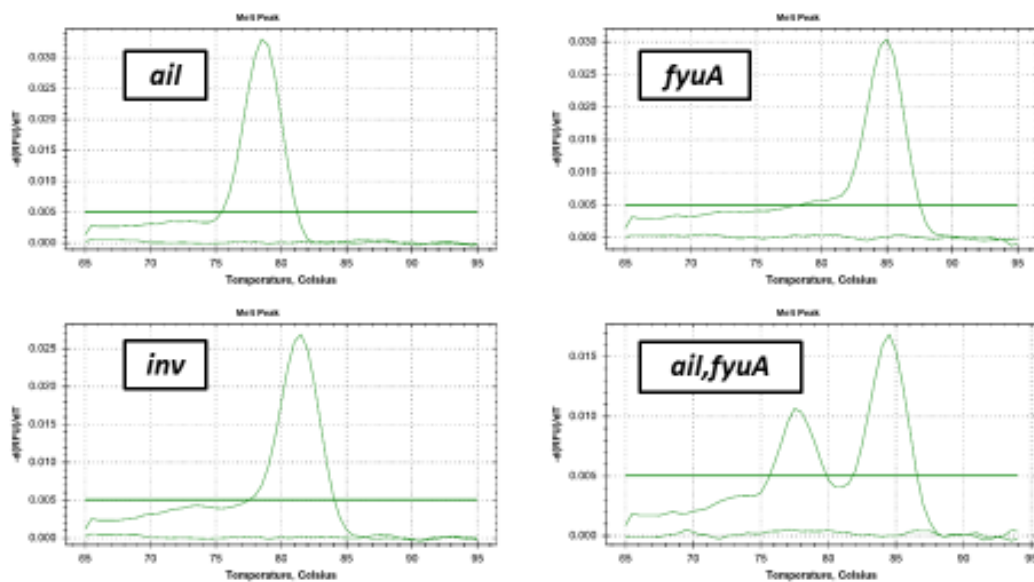 Melt Peak
ail
0.030
0.025
0.020
0.015
0.010
0.005
0.000
-d(RFU)/dT
65 70 75 80 85 90 95
Temperature, Celsius
Melt Peak
fyuA
0.030
0.025
0.020
0.015
0.010
0.005
0.000
-d(RFU)/dT
65 70 75 80 85 90 95
Temperature, Celsius
Melt Peak
inv
0.025
0.020
0.015
0.010
0.005
0.000
-d(RFU)/dT
65 70 75 80 85 90 95
Temperature, Celsius
Melt Peak
ail,fyuA
0.015
0.010
0.005
0.000
-d(RFU)/dT
65 70 75 80 85 90 95
Temperature, Celsius